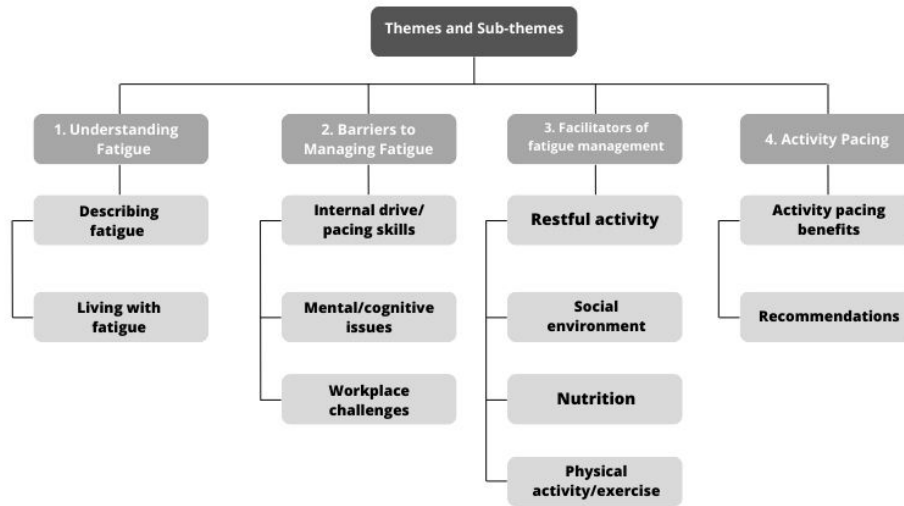 Themes and Sub-themes
1. Understanding
Fatigue
Describing
fatigue
Living with
fatigue
2. Barriers to
Managing Fatigue
Internal drive/
pacing skills
Mental/cognitive
issues
Workplace
challenges
3. Facilitators of
fatigue management
Restful activity
Social
environment
Nutrition
Physical
activity/exercise
4. Activity Pacing
Activity pacing
benefits
Recommendations